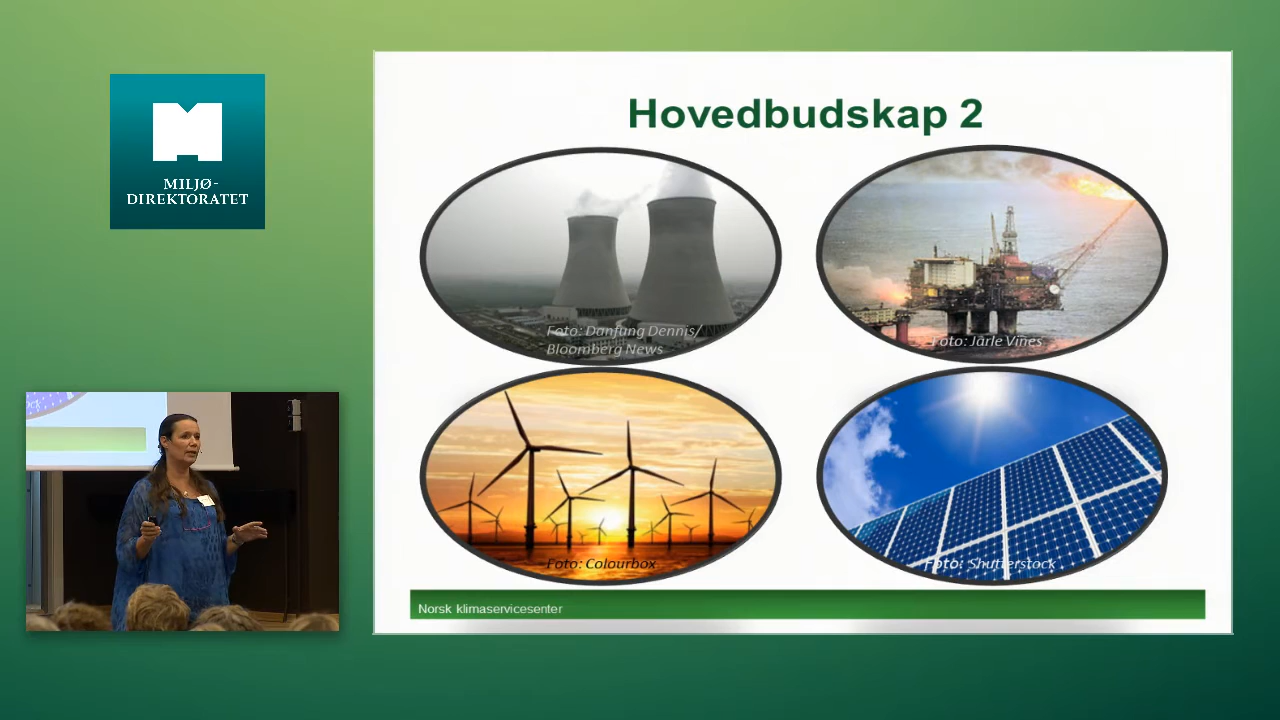 MILJØ-
DIREKTORATET
Hovedbudskap 2
Foto: Danfung Dennis/
Bloomberg News
Foto: Jarle Vines
Foto: Colourbox
Foto: Shutterstock
Norsk klimaservicesenter